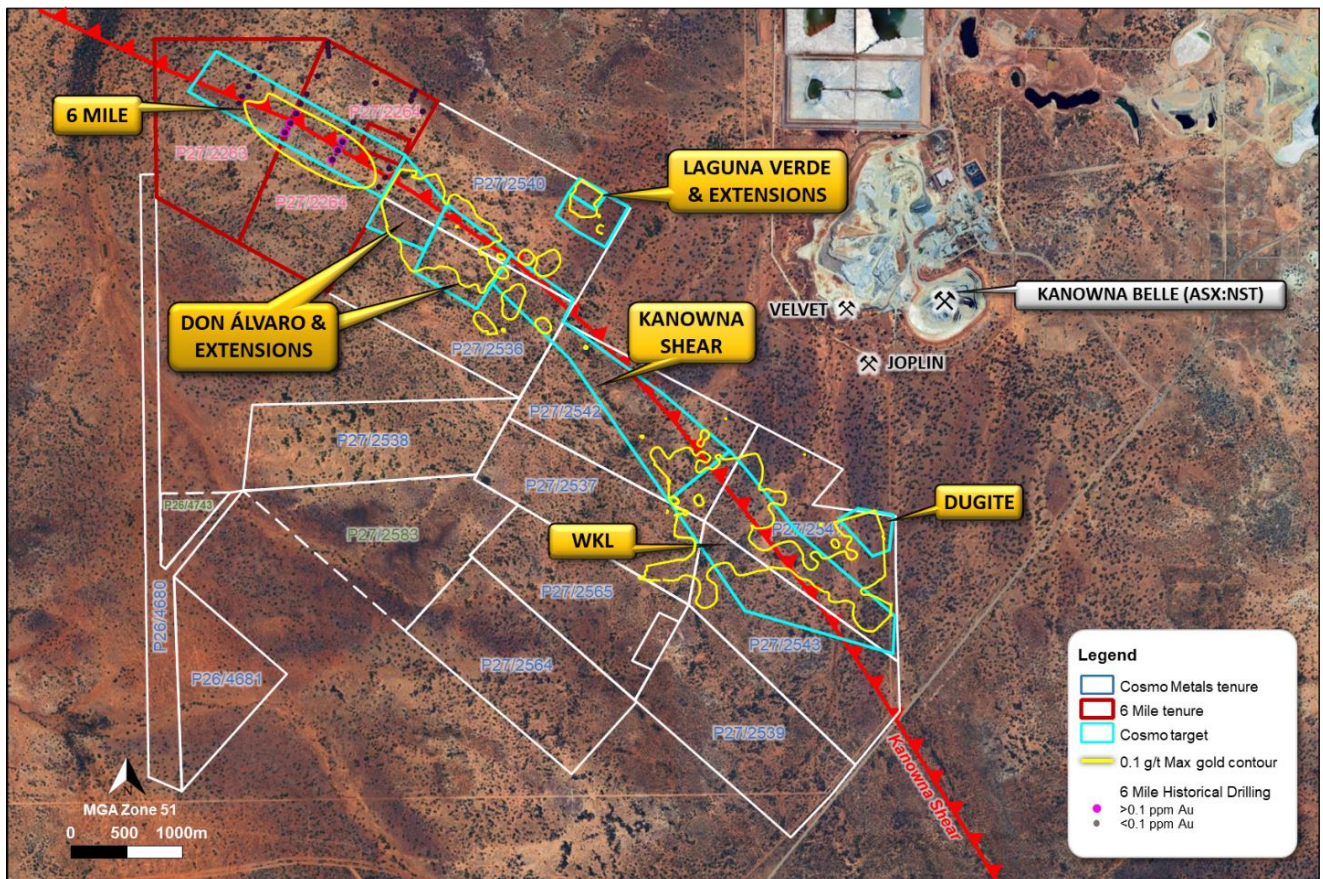 6 MILE
P27/2264
P27/2263
P27/2264
P27/2540
LAGUNA VERDE
& EXTENSIONS
DON ÁLVARO &
EXTENSIONS
KANOWNA
SHEAR
VELVET
KANOWNA BELLE (ASX:NST)
JOPLIN
P27/2536
P27/2542
P27/2538
P27/2537
P26/4743
P27/2583
WKL
P27/254
DUGITE
P27/2565
P26/4680
P26/4681
P27/2564
P27/2543
P27/2539
Kanowna Shear
N
MGA Zone 51
0 500 1000m
Legend
Cosmo Metals tenure
6 Mile tenure
Cosmo target
0.1 g/t Max gold contour
6 Mile Historical Drilling
>0.1 ppm Au
<0.1 ppm Au